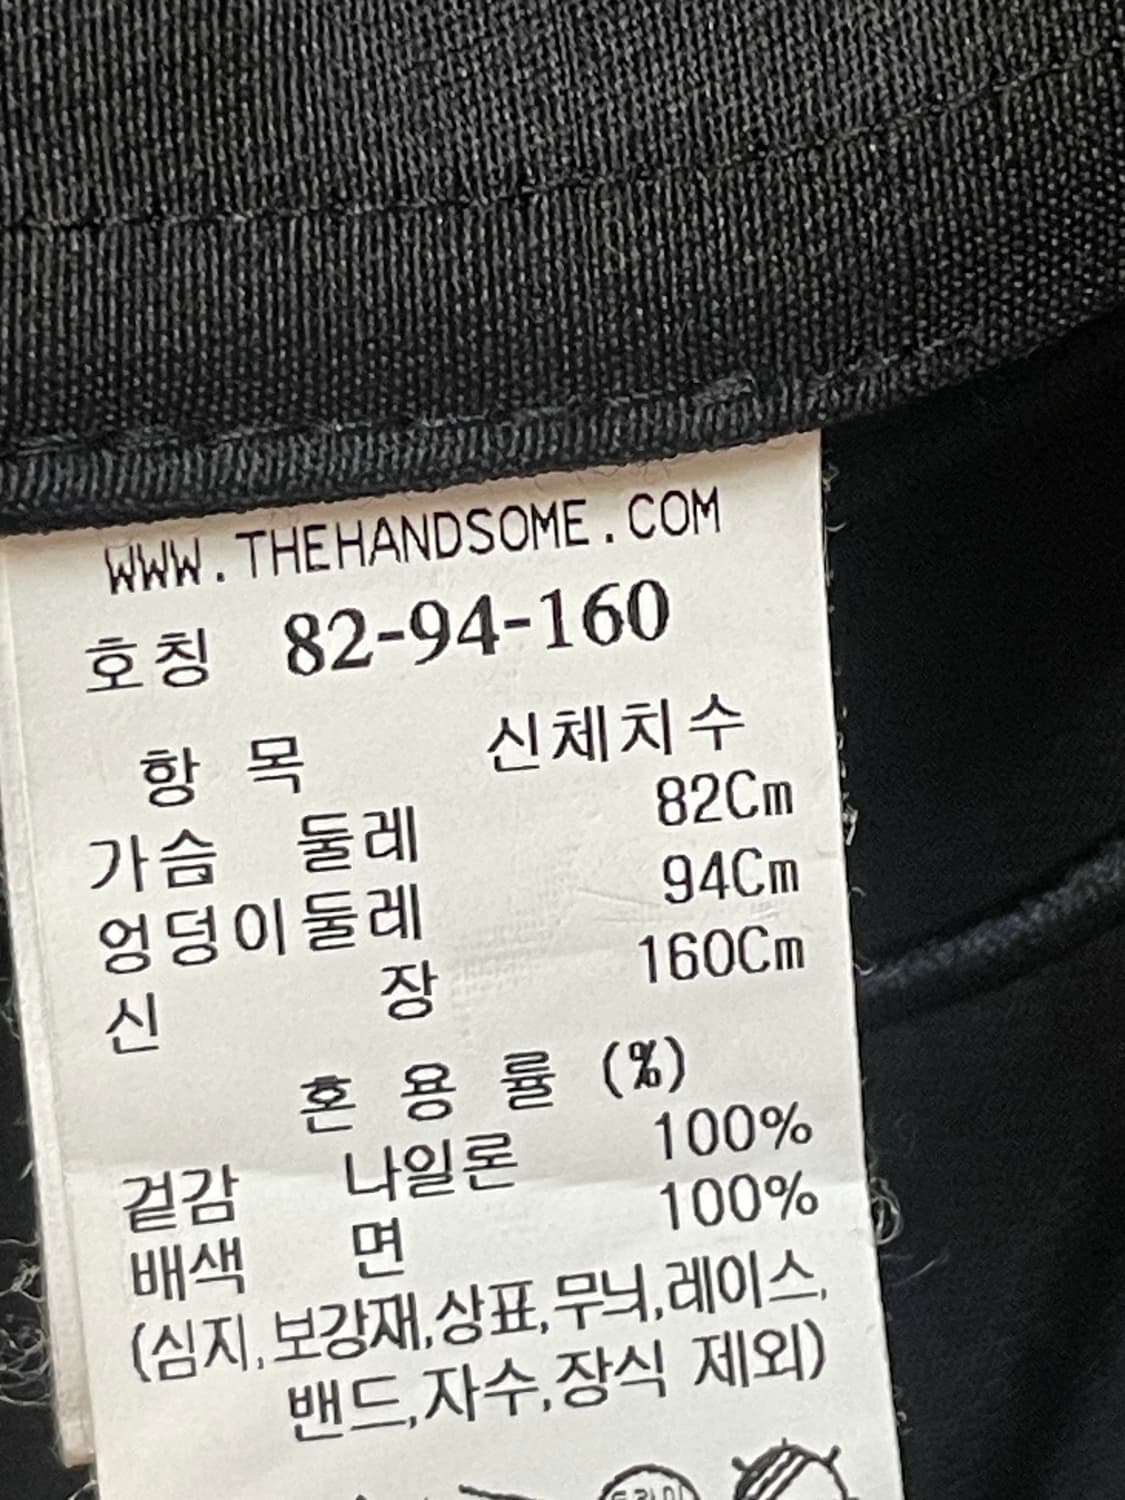 WWW.THEHANDSOME.COM
호칭 82-94-160
항 목 신체치수
가슴 둘레 82Cm
엉덩이둘레 94Cm
신 장 160Cm
혼 용 률 (%)
겉감 나일론 100%
배색 면 100%
(심지,보강재,상표,무늬,레이스,
밴드,자수,장식 제외)